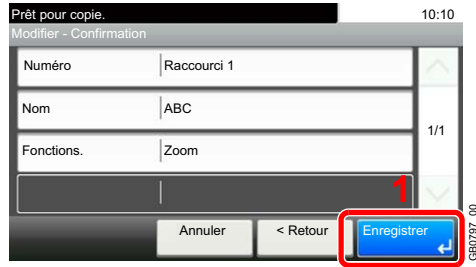 Prêt pour copie. 10:10
Modifier - Confirmation
Numéro Raccourci 1
Nom ABC
Fonctions. Zoom
1/1
1
Annuler < Retour Enregistrer
GB0797_00